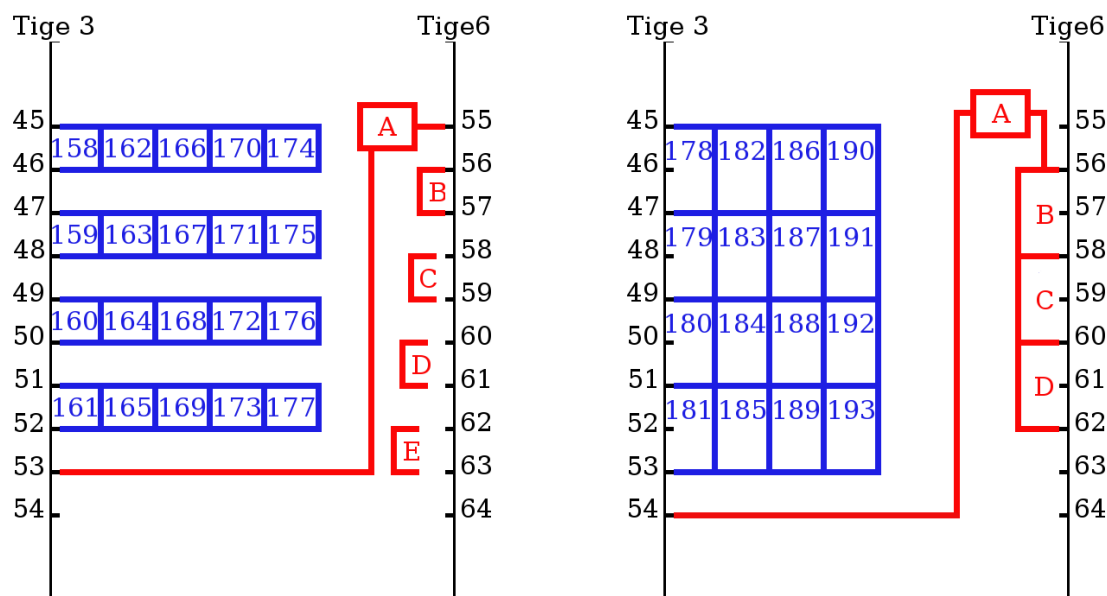 Tige 3 Tige6 Tige 3 Tige6
45 A 55 45 A 55
158 162 166 170 174 178 182 186 190
46 56 46 56
B
47 57 47 B 57
159 163 167 171 175 179 183 187 191
48 58 48 58
C
49 59 49 C 59
160 164 168 172 176 180 184 188 192
50 60 50 60
D
51 61 51 D 61
161 165 169 173 177 181 185 189 193
52 62 52 62
E
53 63 53 63
54 64 54 64